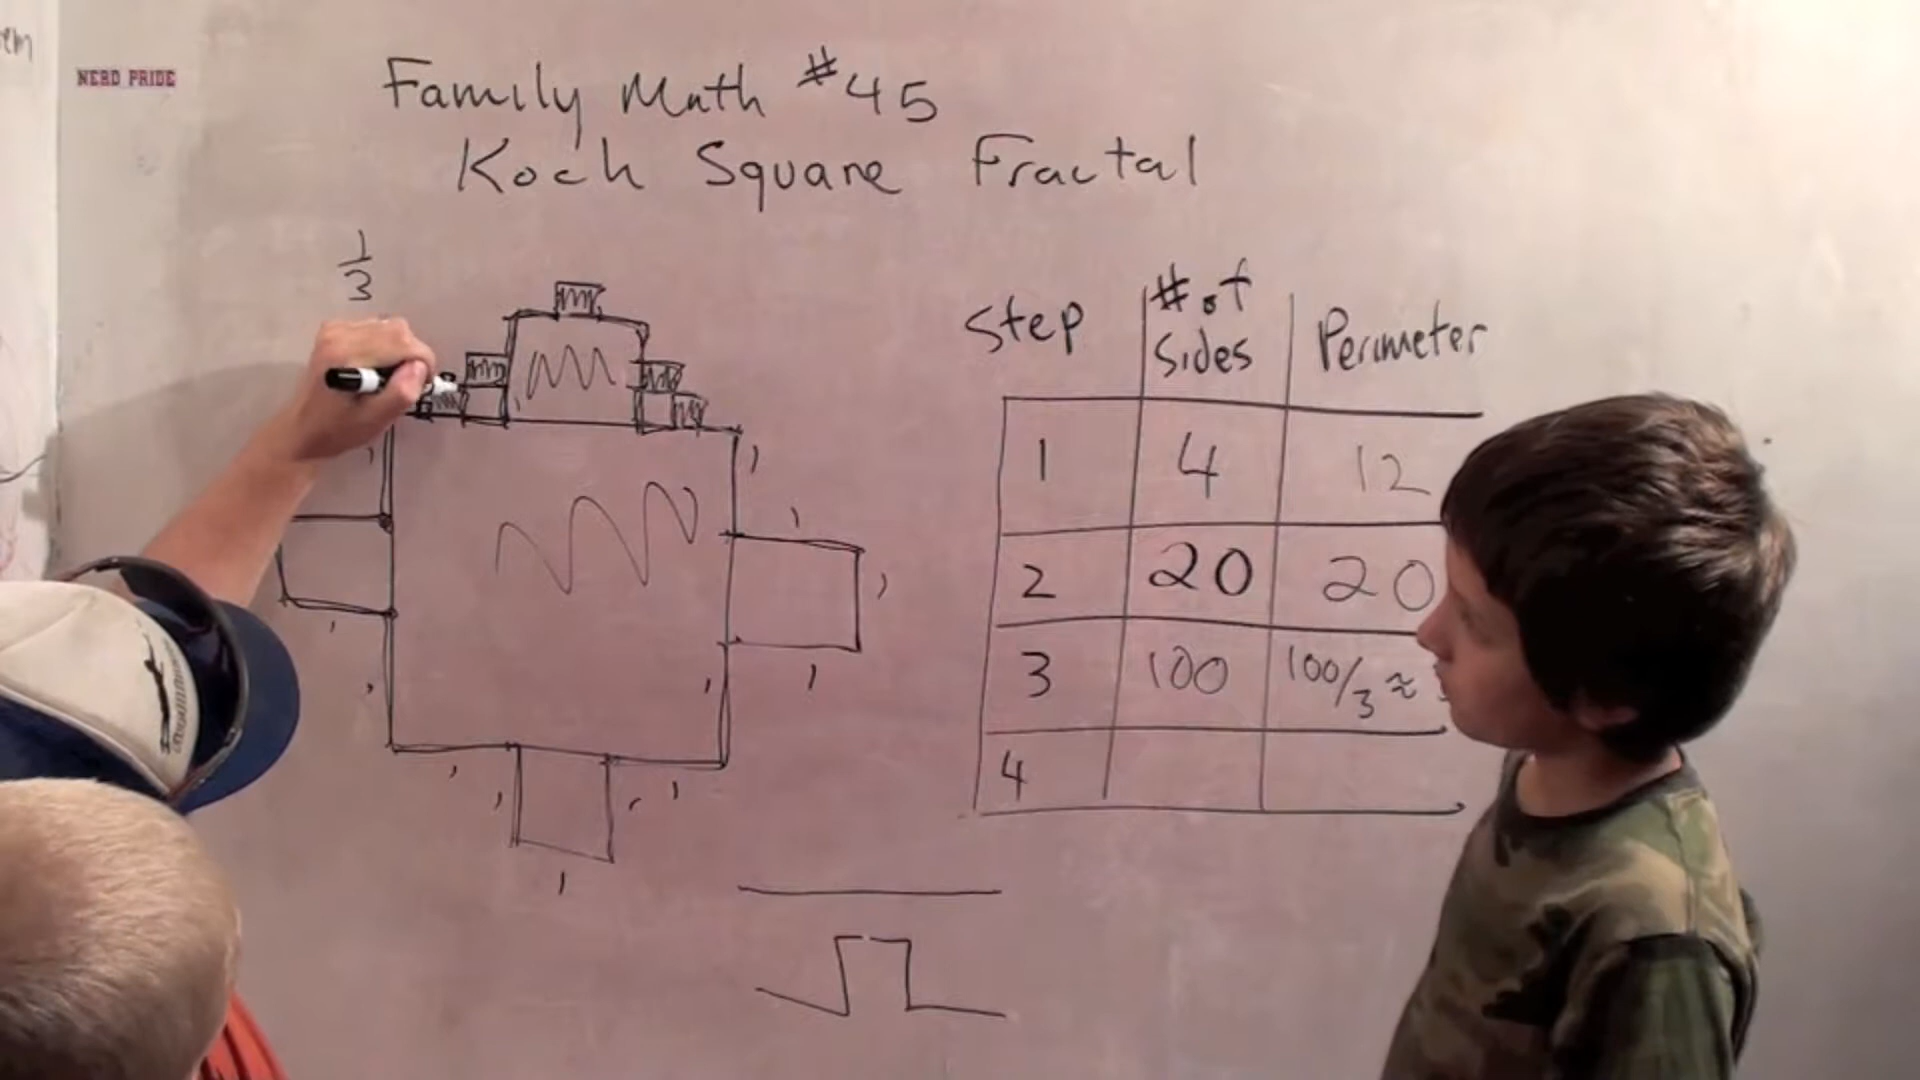 NERD PRIDE
Family Math #45
Koch Square Fractal
1/3
Step # of Sides Perimeter
1 4 12
2 20 20
3 100 100/3 ≈
4